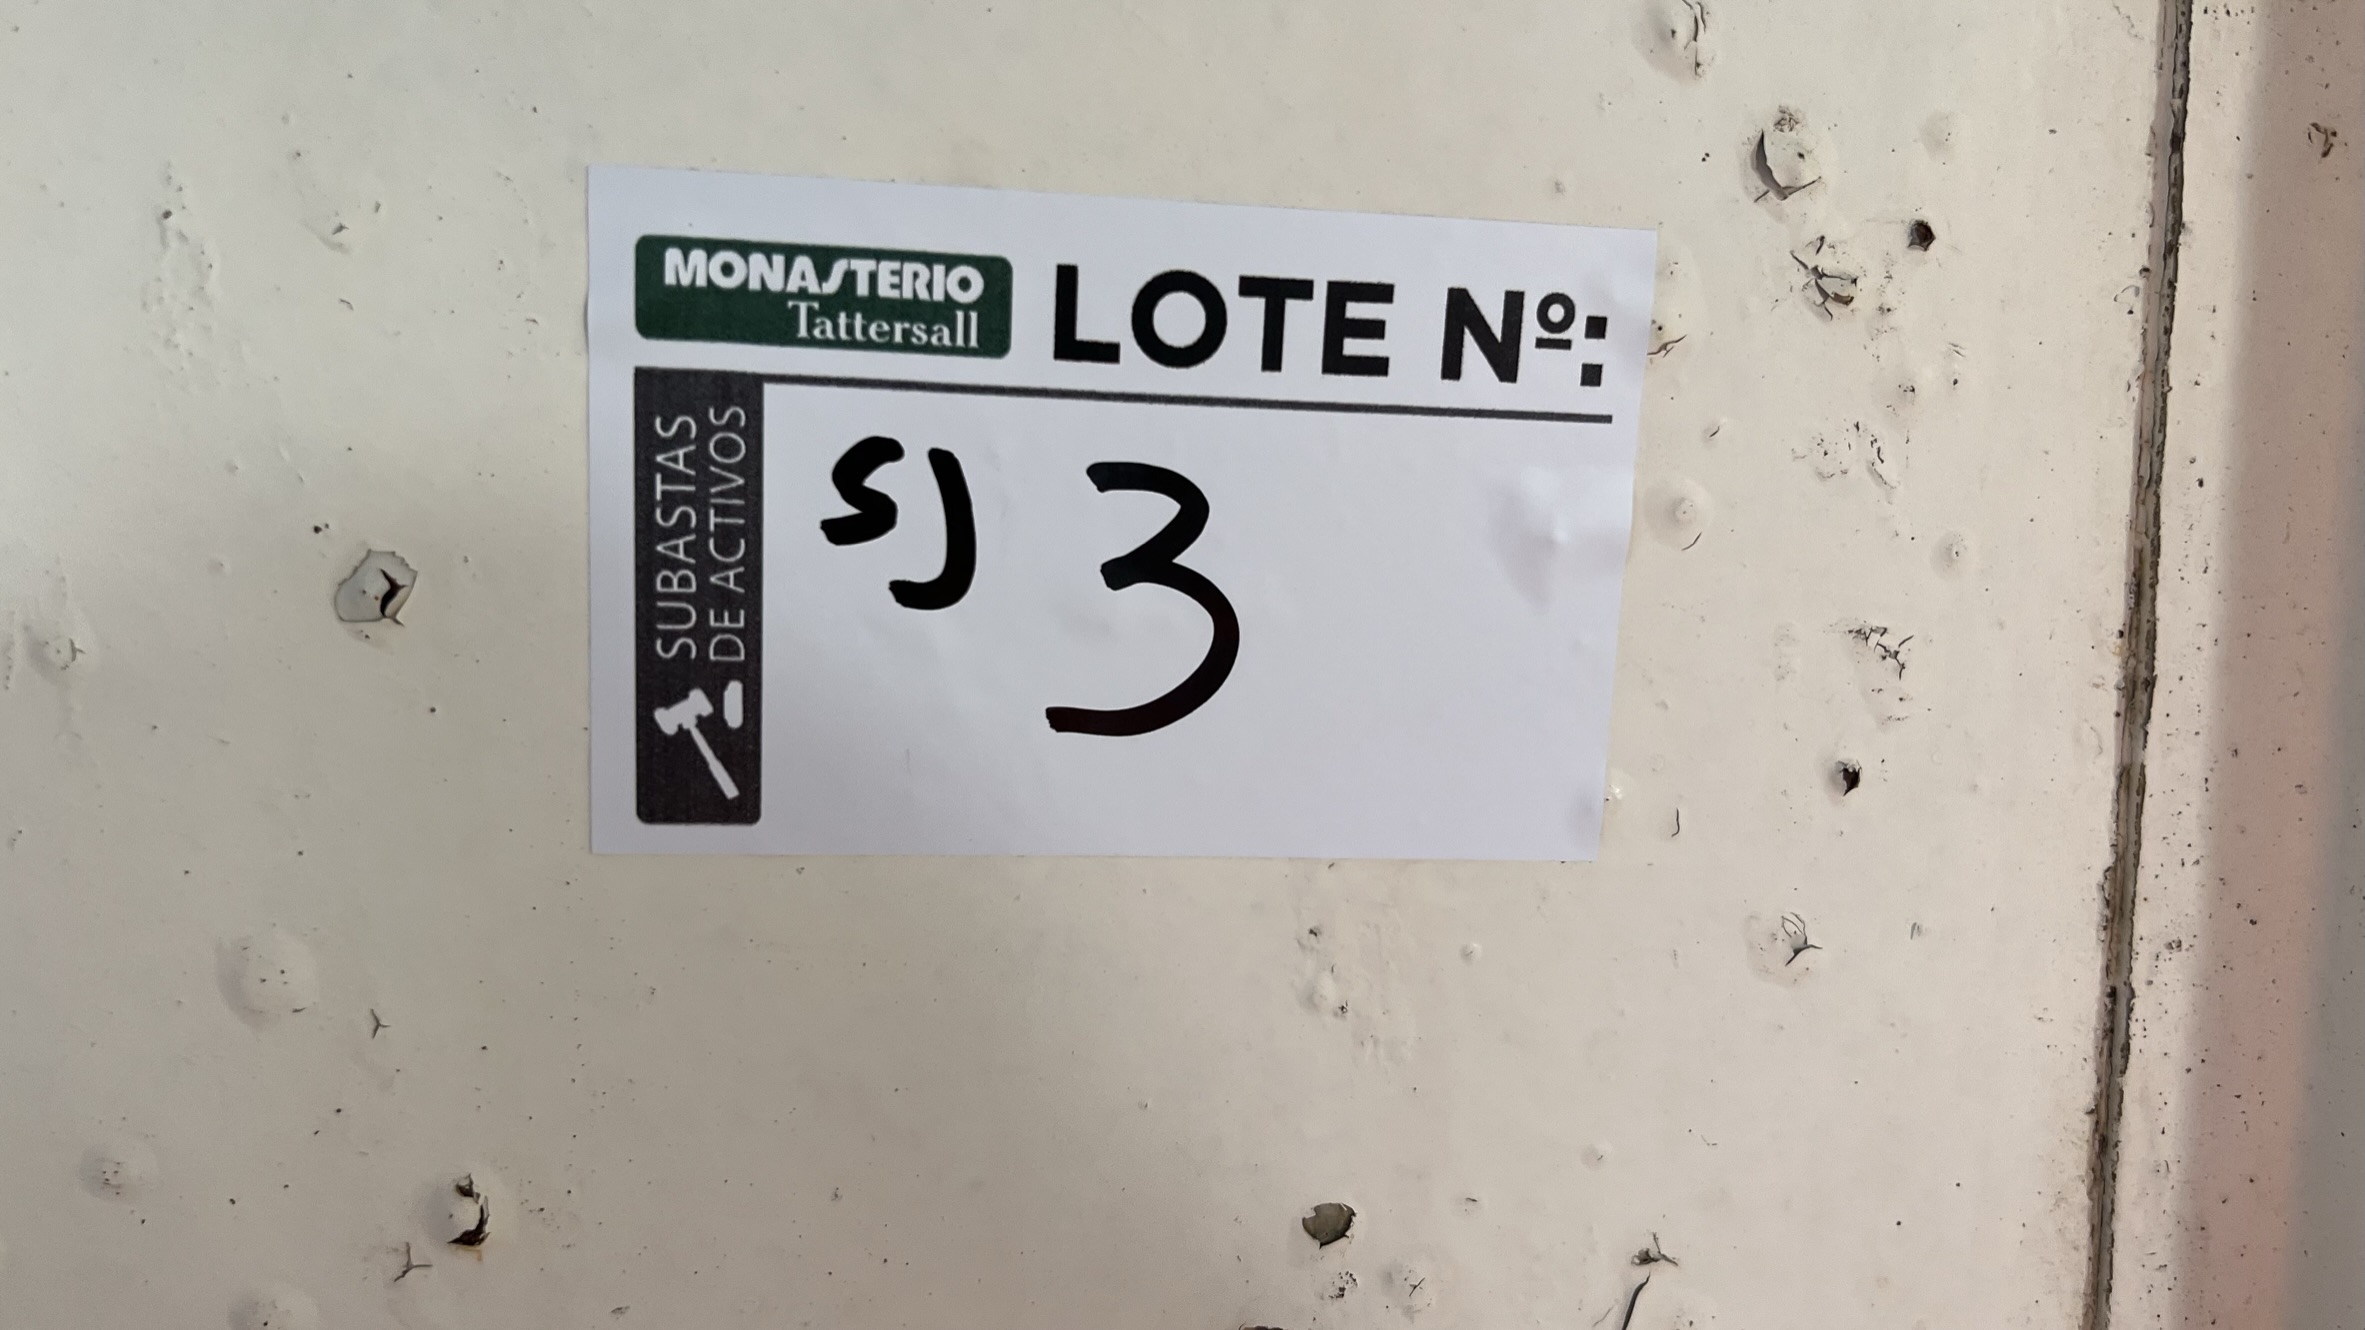 MONASTERIO
Tattersall
LOTE Nº:
SUBASTAS
DE ACTIVOS
SJ 3